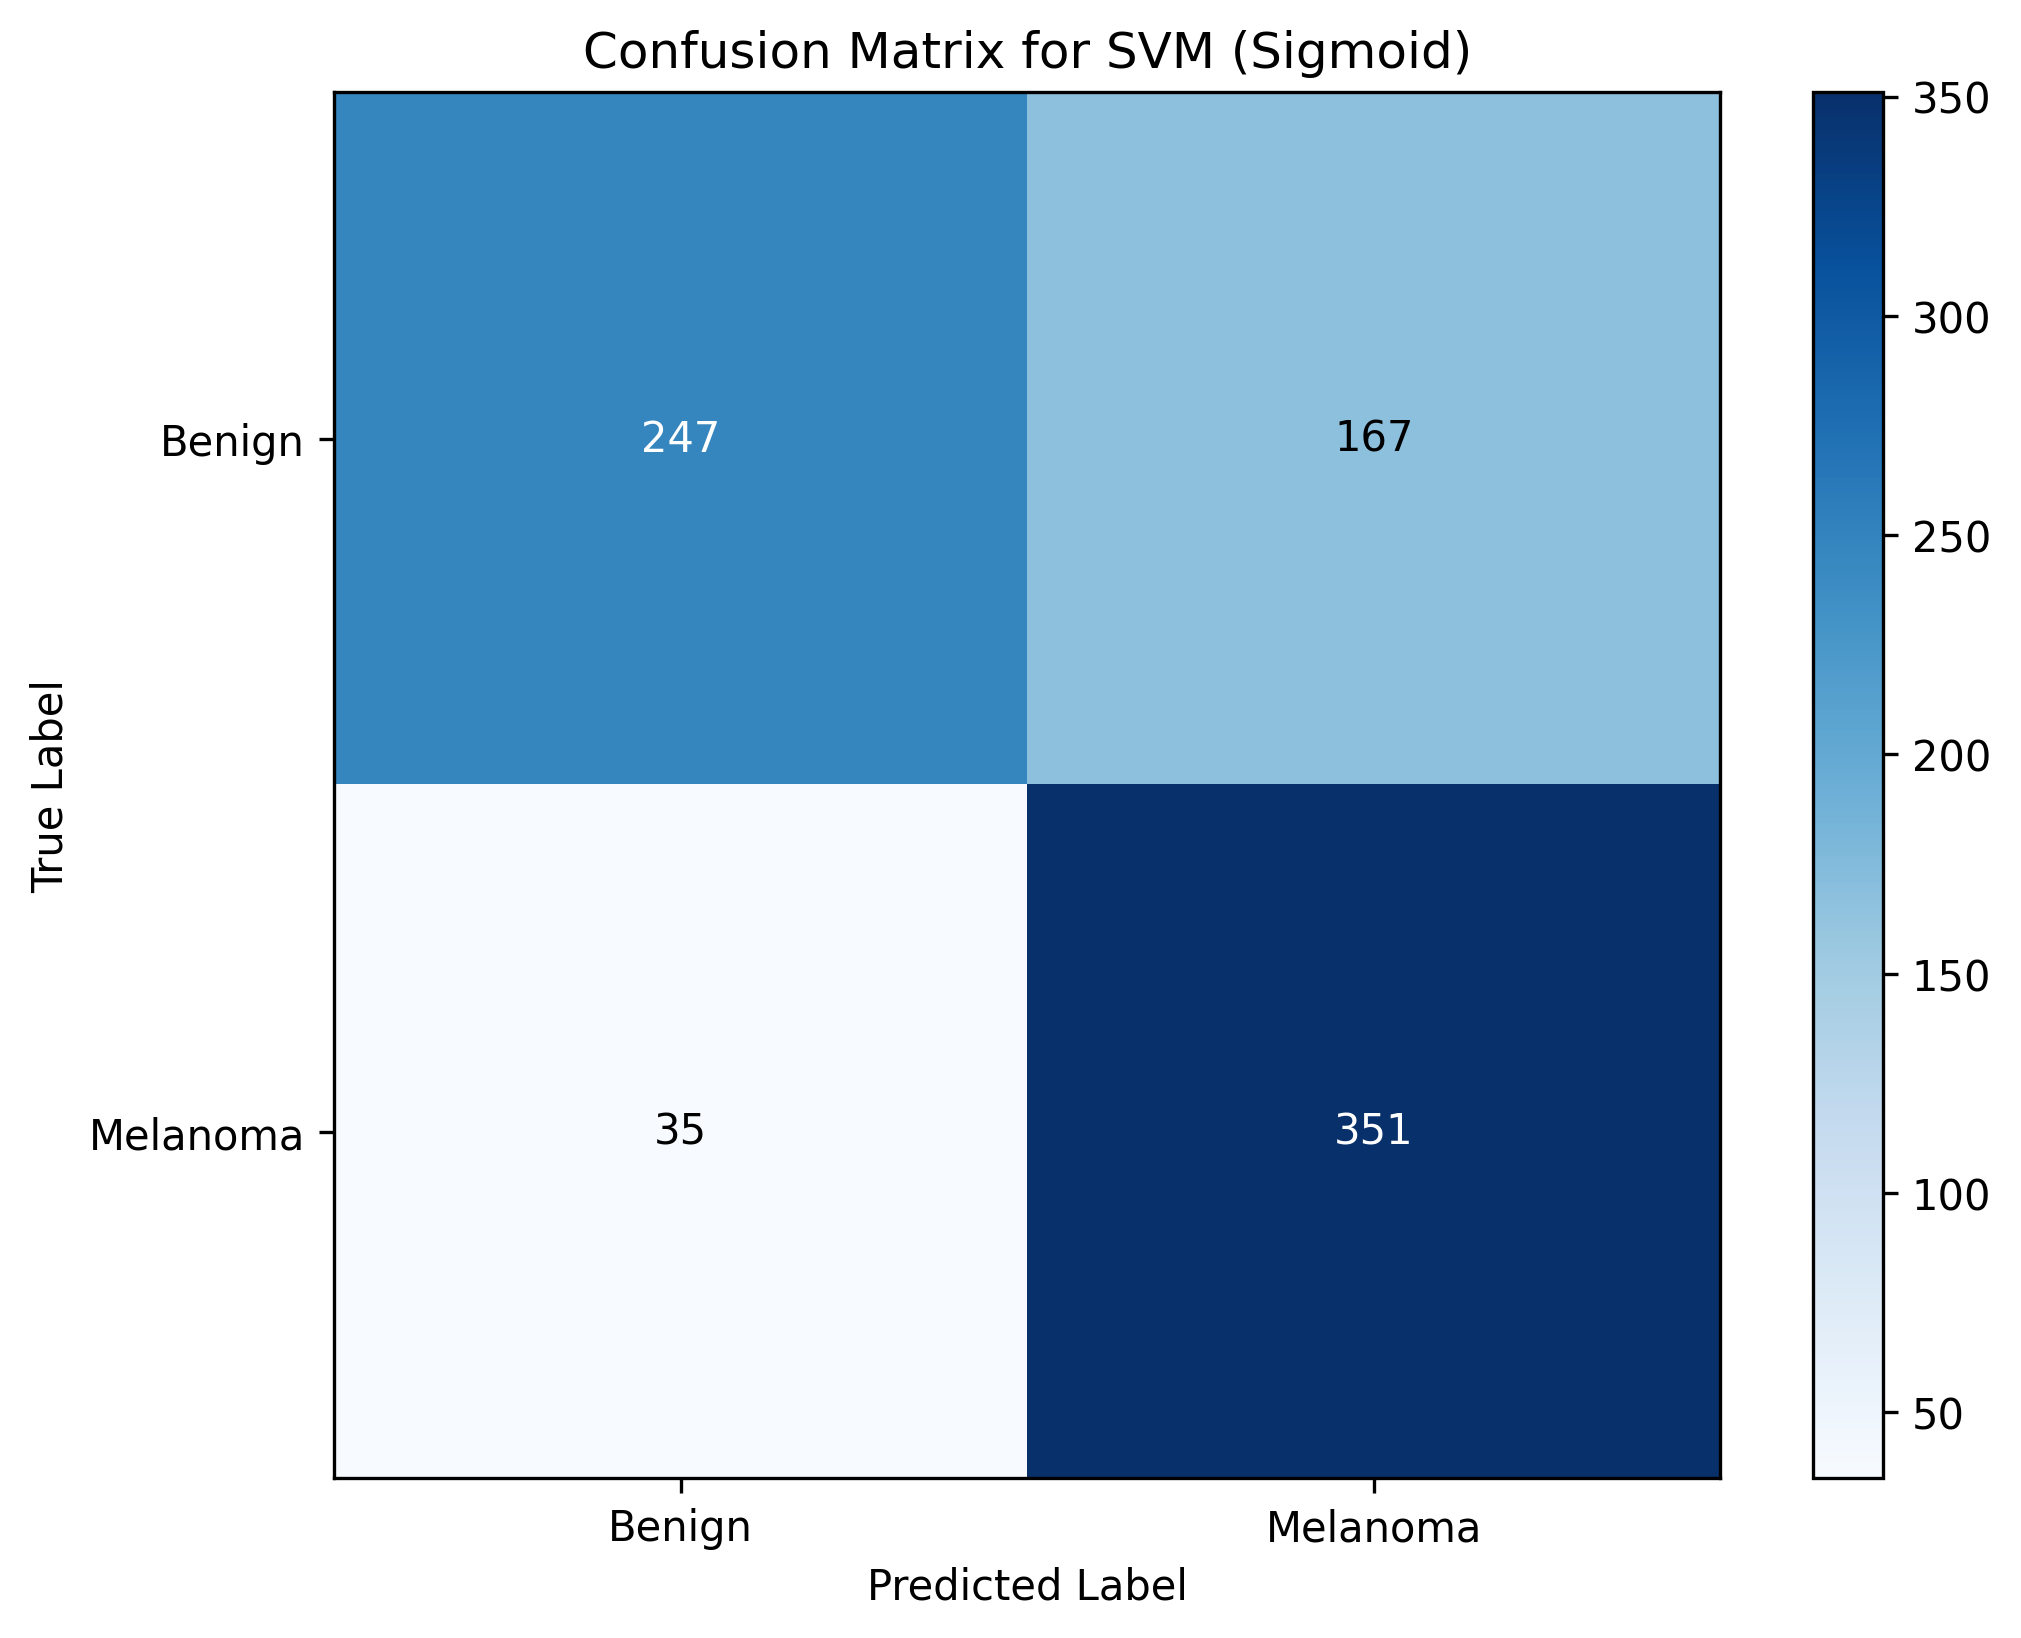 Confusion Matrix for SVM (Sigmoid)
350
300
250
200
150
100
50
247
167
35
351
Benign
Melanoma
True Label
Benign
Melanoma
Predicted Label